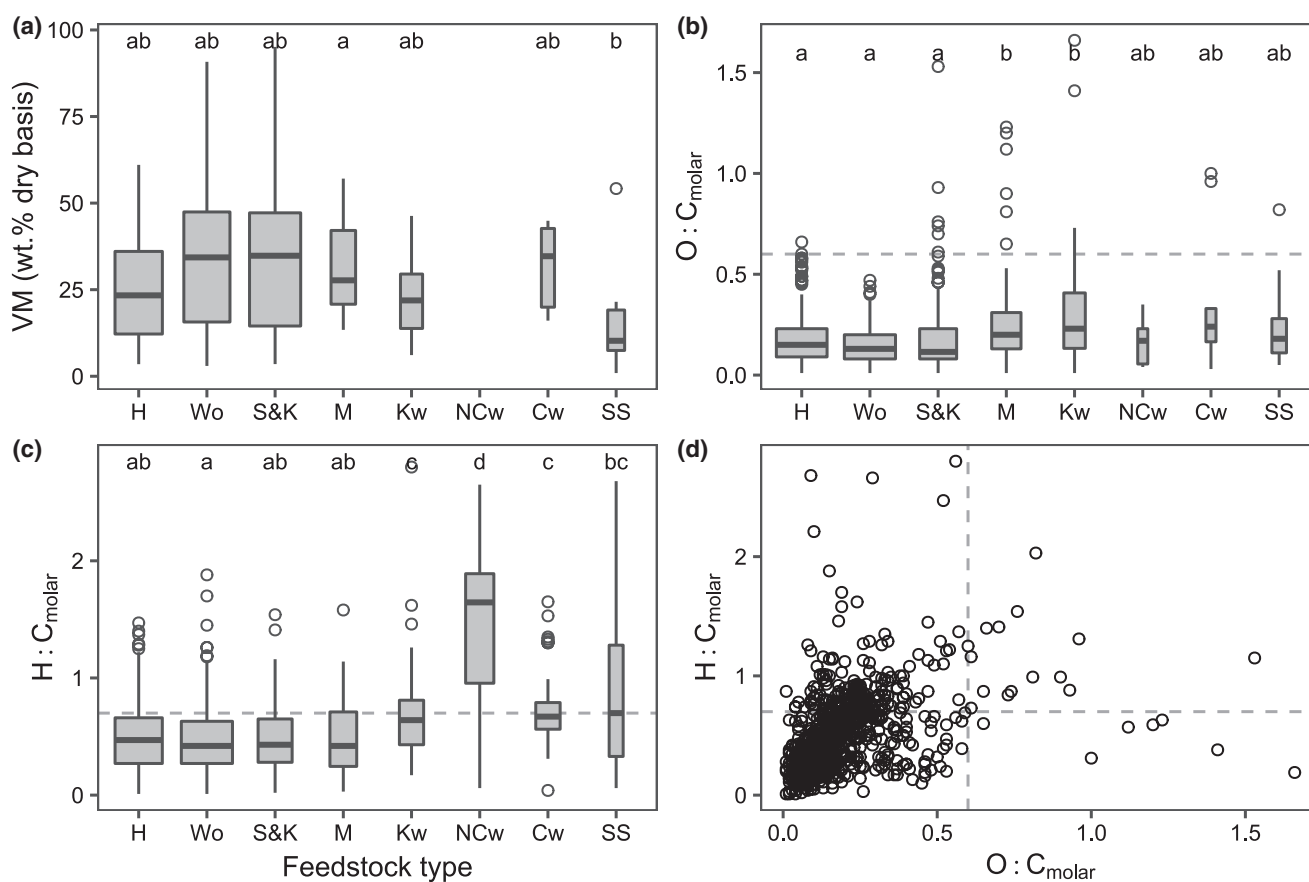 (a)
100
75
50
25
0
VM (wt.% dry basis)
ab ab ab a ab ab b
H Wo S&K M Kw NCw Cw SS
(b)
1.5
1.0
0.5
0.0
O : Cmolar
a a a b b ab ab ab
H Wo S&K M Kw NCw Cw SS
(c)
2
1
0
H : Cmolar
ab a ab ab c d c bc
H Wo S&K M Kw NCw Cw SS
Feedstock type
(d)
2
1
0
H : Cmolar
0.0 0.5 1.0 1.5
O : Cmolar